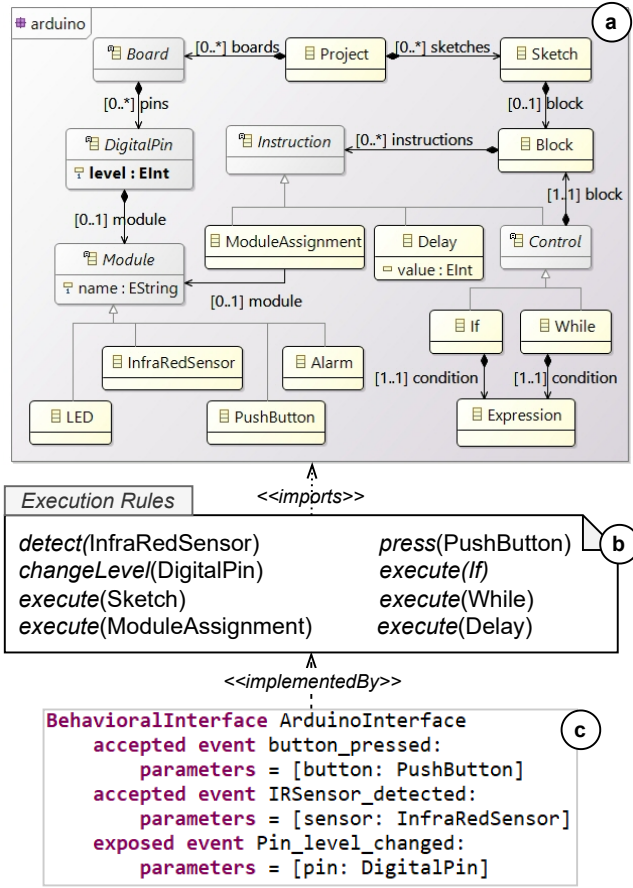 arduino
a
Board
[0..*] boards
Project
[0..*] sketches
Sketch
[0..*] pins
[0..1] block
DigitalPin
level : EInt
Instruction
[0..*] instructions
Block
[0..1] module
[1..1] block
Module
name : EString
ModuleAssignment
Delay
value : EInt
Control
[0..1] module
InfraRedSensor
Alarm
If
While
[1..1] condition
[1..1] condition
LED
PushButton
Expression
<<imports>>
Execution Rules
b
detect(InfraRedSensor)
press(PushButton)
changeLevel(DigitalPin)
execute(If)
execute(Sketch)
execute(While)
execute(ModuleAssignment)
execute(Delay)
<<implementedBy>>
c
BehavioralInterface ArduinoInterface
accepted event button_pressed:
parameters = [button: PushButton]
accepted event IRSensor_detected:
parameters = [sensor: InfraRedSensor]
exposed event Pin_level_changed:
parameters = [pin: DigitalPin]